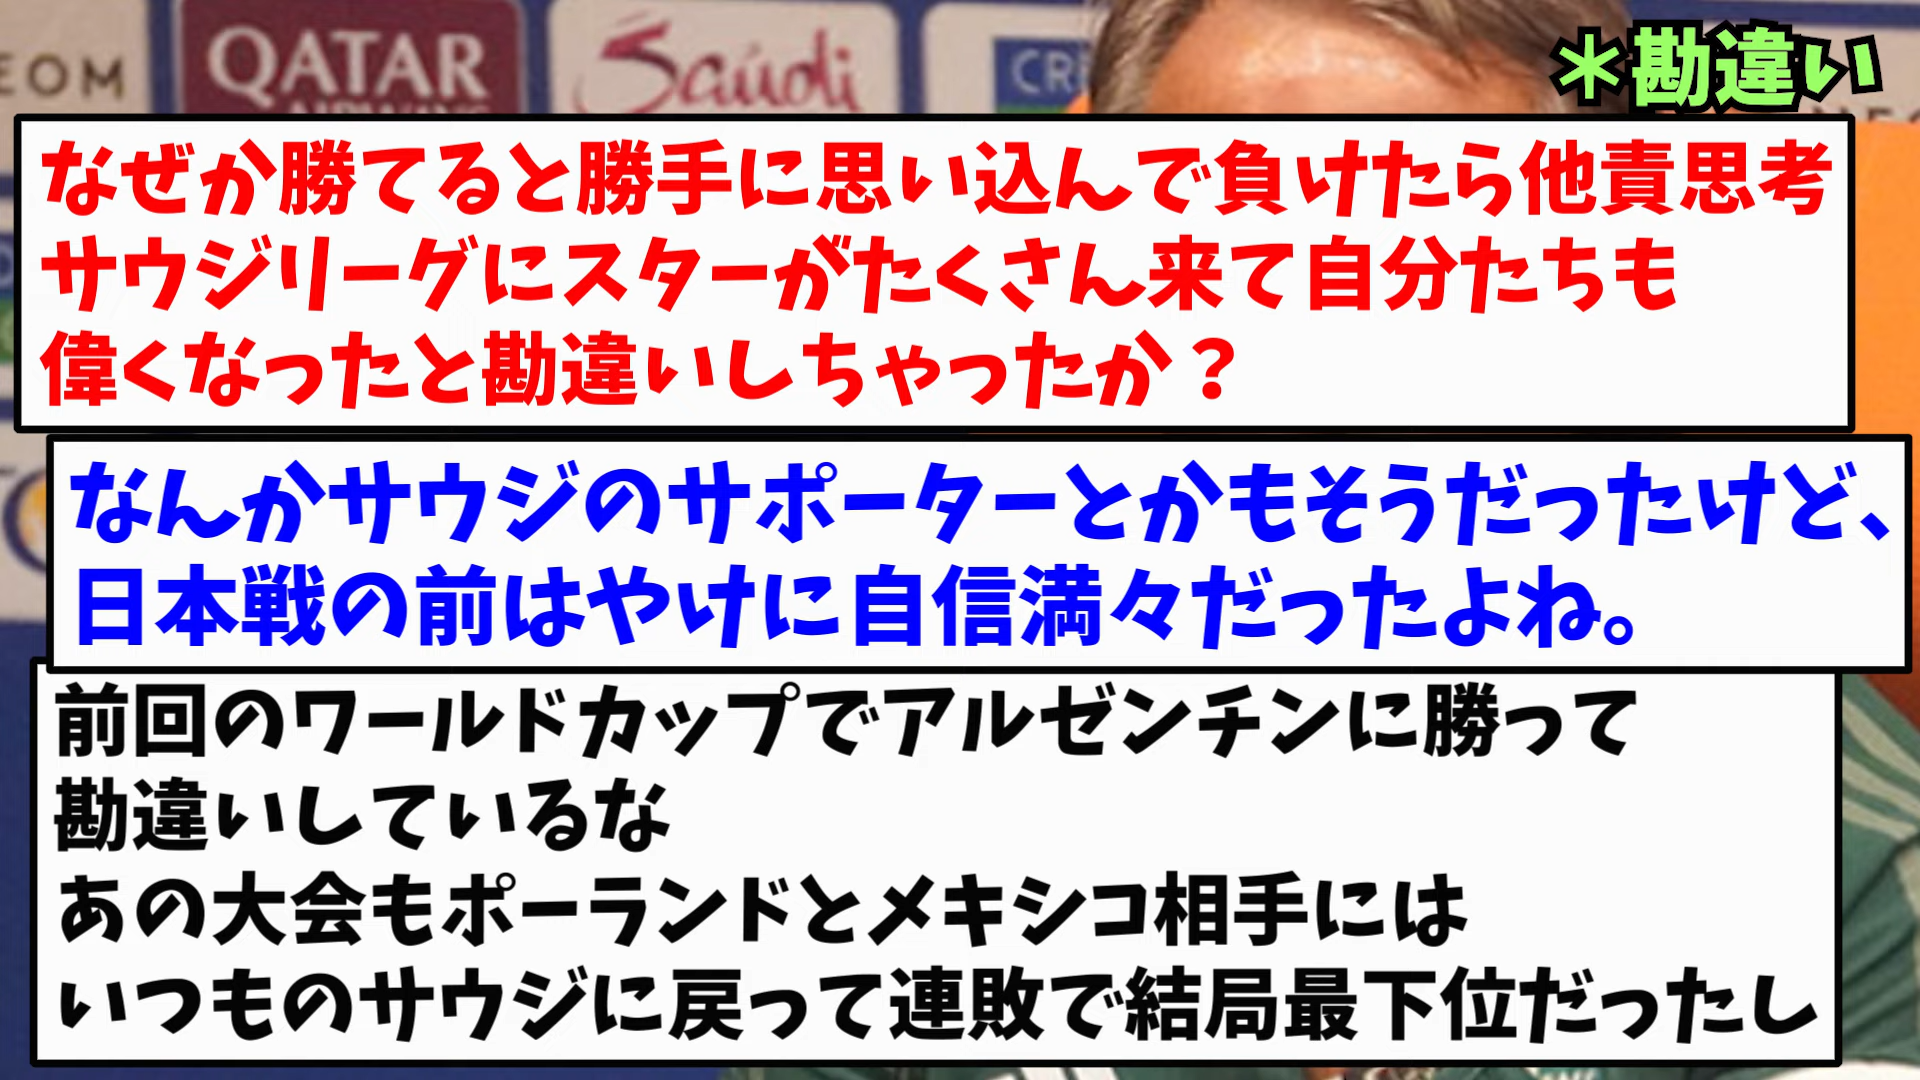 EOM
QATAR
AIRWAYS
Saudi
CRE
＊勘違い
なぜか勝てると勝手に思い込んで負けたら他責思考
サウジリーグにスターがたくさん来て自分たちも
偉くなったと勘違いしちゃったか？
なんかサウジのサポーターとかもそうだったけど、
日本戦の前はやけに自信満々だったよね。
前回のワールドカップでアルゼンチンに勝って
勘違いしているな
あの大会もポーランドとメキシコ相手には
いつものサウジに戻って連敗で結局最下位だったし